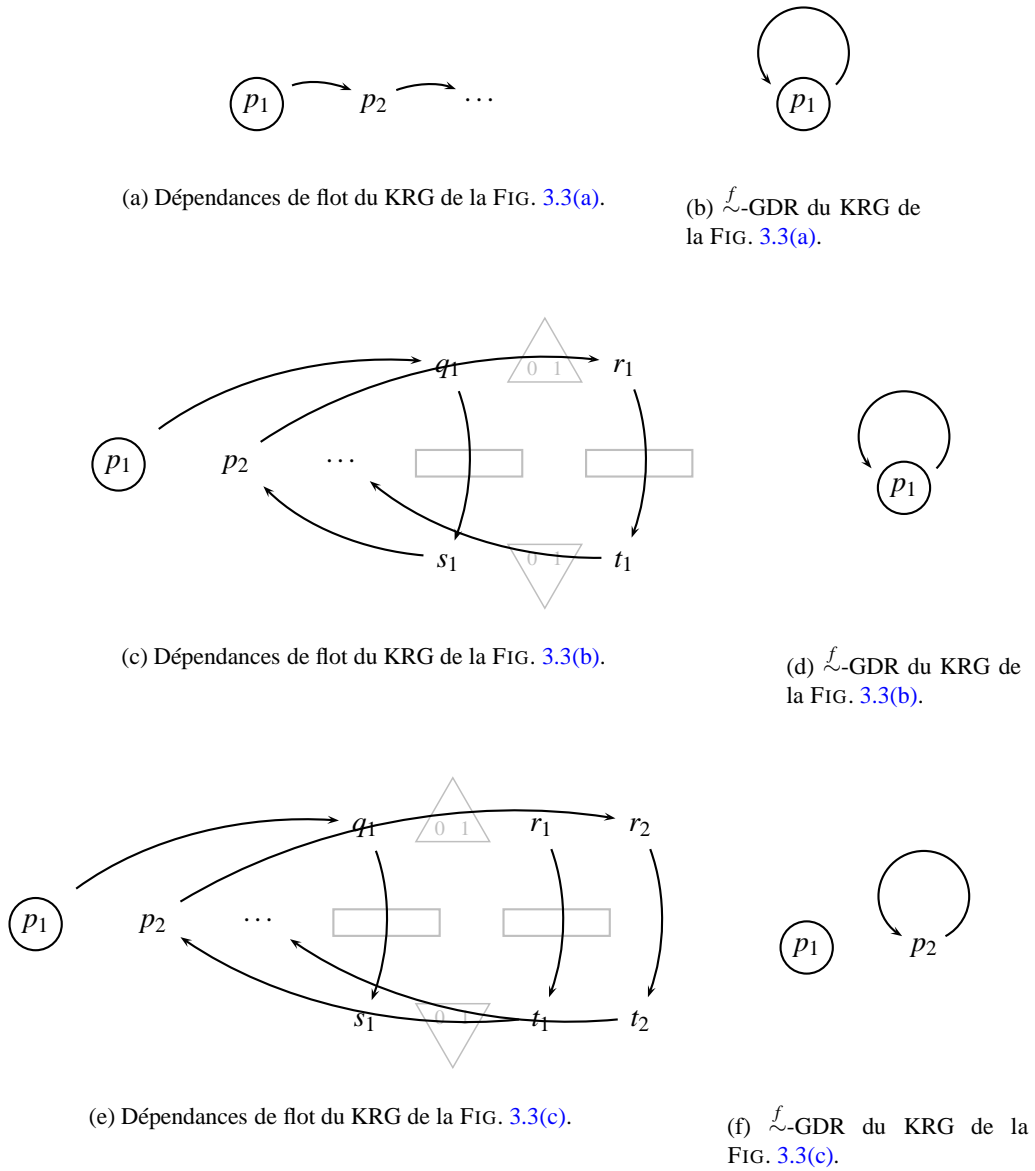 p1 p2 ...
p1
(a) Dépendances de flot du KRG de la FIG. 3.3(a).
(b) f∼-GDR du KRG de
la FIG. 3.3(a).
q1 0 1 r1
p1 p2 ...
p1
s1 0 1 t1
(c) Dépendances de flot du KRG de la FIG. 3.3(b).
(d) f∼-GDR du KRG de
la FIG. 3.3(b).
q1 0 1 r1 r2
p1 p2 ...
p1 p2
s1 0 1 t1 t2
(e) Dépendances de flot du KRG de la FIG. 3.3(c).
(f) f∼-GDR du KRG de la
FIG. 3.3(c).